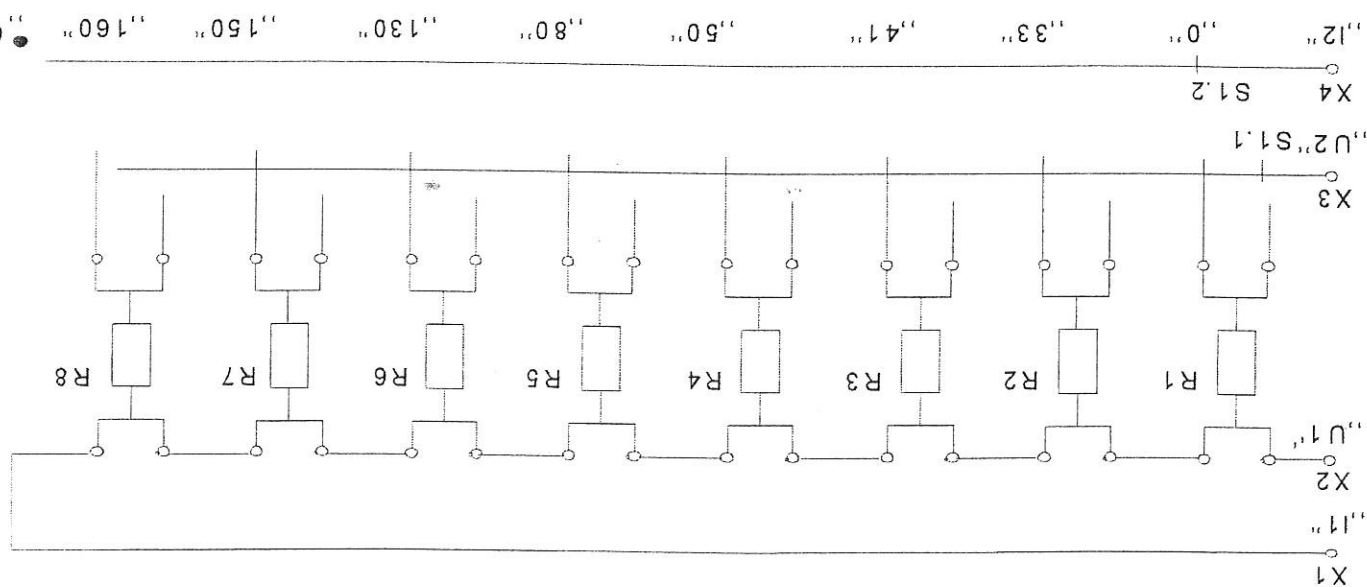 X1
"I1"
X2
"U1"
R1 R2 R3 R4 R5 R6 R7 R8
X3
"U2" S1.1
X4 S1.2
"I2" "0" "33" "41" "50" "80" "130" "150" "160"